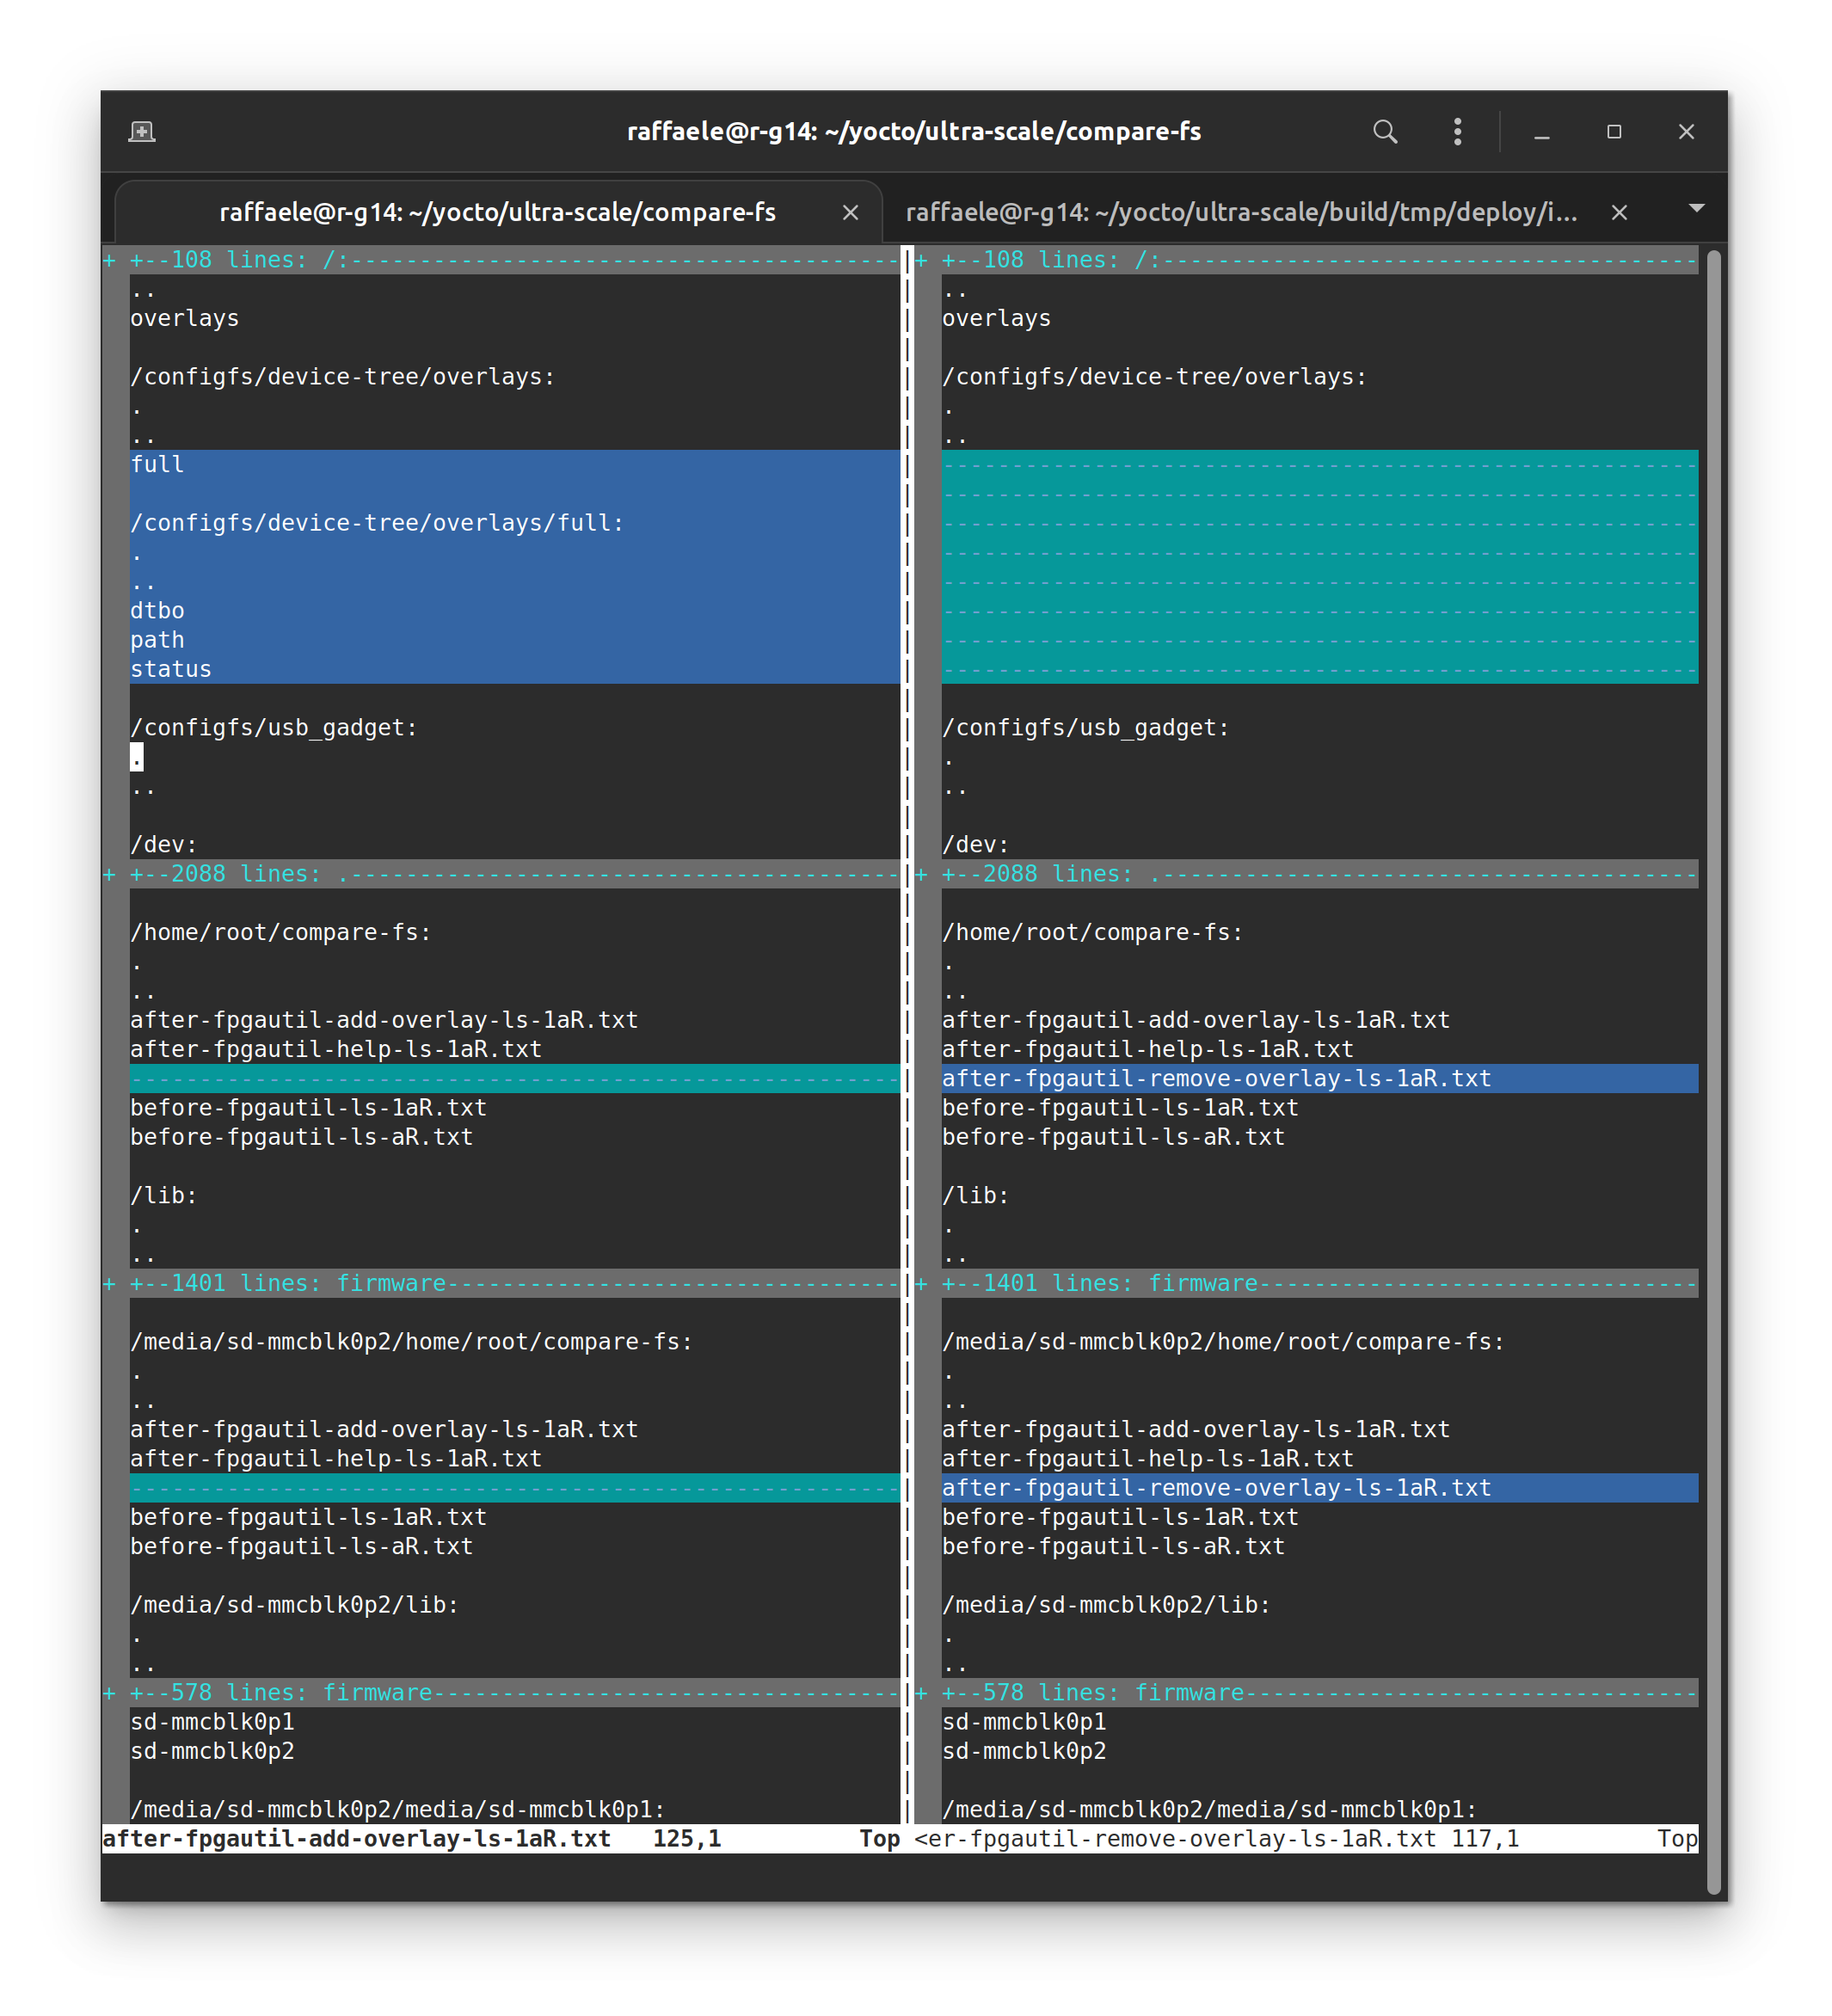 raffaele@r-g14: ~/yocto/ultra-scale/compare-fs
raffaele@r-g14: ~/yocto/ultra-scale/compare-fs
raffaele@r-g14: ~/yocto/ultra-scale/build/tmp/deploy/i...
+ +--108 lines: /:----------------------------------------
..
overlays
/configfs/device-tree/overlays:
.
..
full
/configfs/device-tree/overlays/full:
.
..
dtbo
path
status
/configfs/usb_gadget:
.
..
/dev:
+ +--2088 lines: .----------------------------------------
/home/root/compare-fs:
.
..
after-fpgautil-add-overlay-ls-1aR.txt
after-fpgautil-help-ls-1aR.txt
--------------------------------------------------------
before-fpgautil-ls-1aR.txt
before-fpgautil-ls-aR.txt
/lib:
.
..
+ +--1401 lines: firmware---------------------------------
/media/sd-mmcblk0p2/home/root/compare-fs:
.
..
after-fpgautil-add-overlay-ls-1aR.txt
after-fpgautil-help-ls-1aR.txt
--------------------------------------------------------
before-fpgautil-ls-1aR.txt
before-fpgautil-ls-aR.txt
/media/sd-mmcblk0p2/lib:
.
..
+ +--578 lines: firmware----------------------------------
sd-mmcblk0p1
sd-mmcblk0p2
/media/sd-mmcblk0p2/media/sd-mmcblk0p1:
after-fpgautil-add-overlay-ls-1aR.txt 125,1 Top
+ +--108 lines: /:---------------------------------------
..
overlays
/configfs/device-tree/overlays:
.
..
-------------------------------------------------------
-------------------------------------------------------
-------------------------------------------------------
-------------------------------------------------------
-------------------------------------------------------
-------------------------------------------------------
-------------------------------------------------------
-------------------------------------------------------
/configfs/usb_gadget:
.
..
/dev:
+ +--2088 lines: .---------------------------------------
/home/root/compare-fs:
.
..
after-fpgautil-add-overlay-ls-1aR.txt
after-fpgautil-help-ls-1aR.txt
after-fpgautil-remove-overlay-ls-1aR.txt
before-fpgautil-ls-1aR.txt
before-fpgautil-ls-aR.txt
/lib:
.
..
+ +--1401 lines: firmware--------------------------------
/media/sd-mmcblk0p2/home/root/compare-fs:
.
..
after-fpgautil-add-overlay-ls-1aR.txt
after-fpgautil-help-ls-1aR.txt
after-fpgautil-remove-overlay-ls-1aR.txt
before-fpgautil-ls-1aR.txt
before-fpgautil-ls-aR.txt
/media/sd-mmcblk0p2/lib:
.
..
+ +--578 lines: firmware---------------------------------
sd-mmcblk0p1
sd-mmcblk0p2
/media/sd-mmcblk0p2/media/sd-mmcblk0p1:
<er-fpgautil-remove-overlay-ls-1aR.txt 117,1 Top